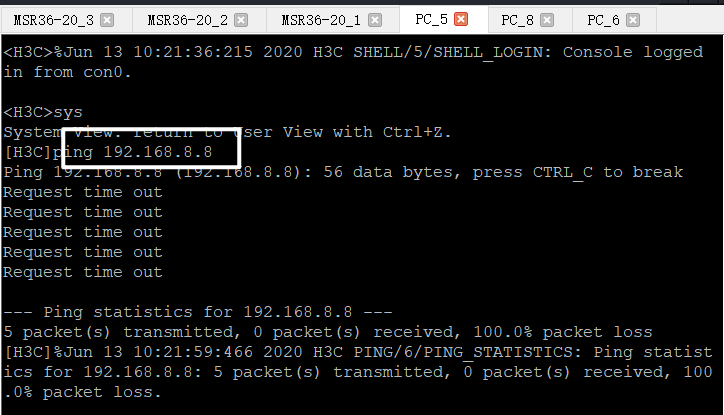 MSR36-20_3 MSR36-20_2 MSR36-20_1 PC_5 PC_8 PC_6
<H3C>%Jun 13 10:21:36:215 2020 H3C SHELL/5/SHELL_LOGIN: Console logged
in from con0.
<H3C>sys
System View: return to User View with Ctrl+Z.
[H3C]ping 192.168.8.8
Ping 192.168.8.8 (192.168.8.8): 56 data bytes, press CTRL_C to break
Request time out
Request time out
Request time out
Request time out
Request time out
--- Ping statistics for 192.168.8.8 ---
5 packet(s) transmitted, 0 packet(s) received, 100.0% packet loss
[H3C]%Jun 13 10:21:59:466 2020 H3C PING/6/PING_STATISTICS: Ping statist
ics for 192.168.8.8: 5 packet(s) transmitted, 0 packet(s) received, 100
.0% packet loss.